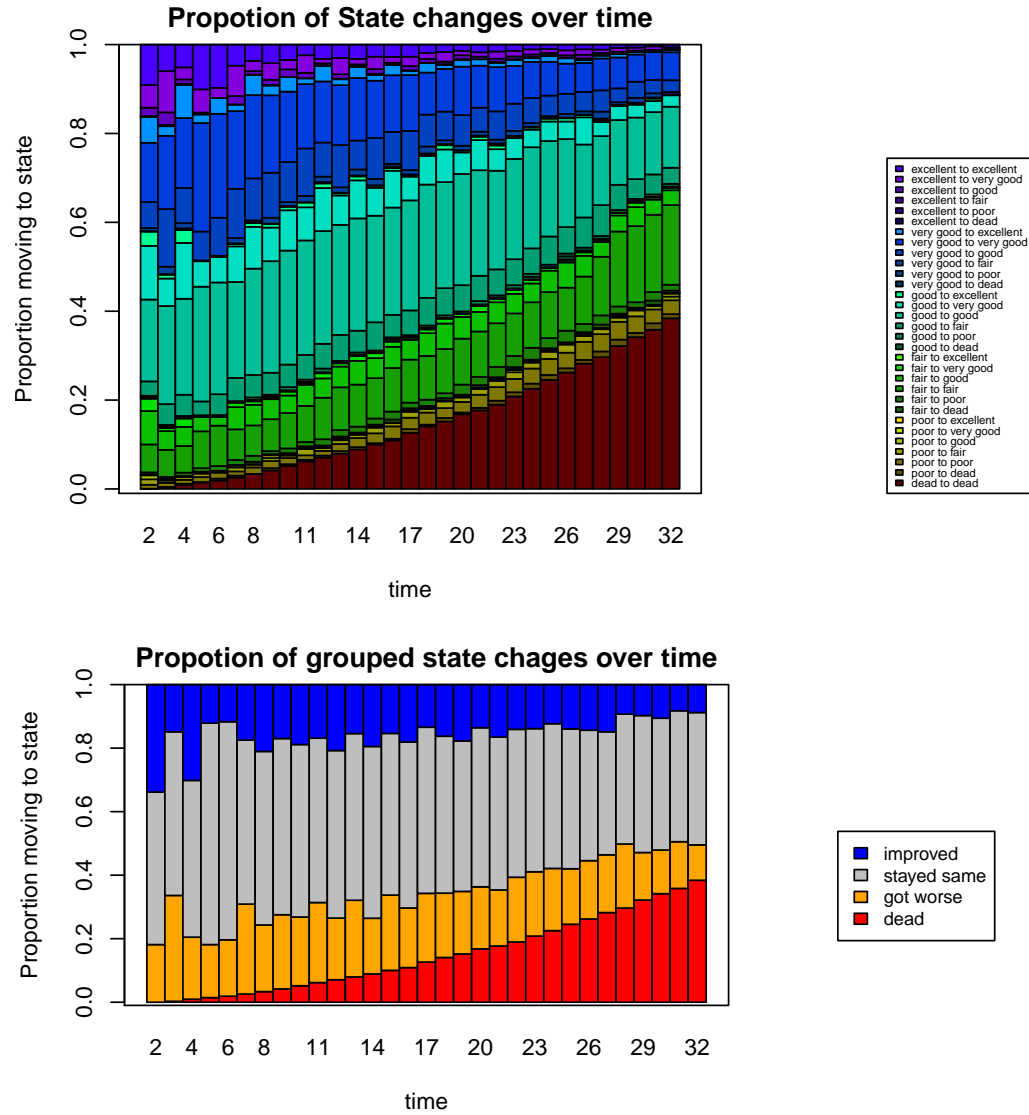 Propotion of State changes over time
Proportion moving to state
0.0 0.2 0.4 0.6 0.8 1.0
2 4 6 8 11 14 17 20 23 26 29 32
time
excellent to excellent
excellent to very good
excellent to good
excellent to fair
excellent to poor
excellent to dead
very good to excellent
very good to very good
very good to good
very good to fair
very good to poor
very good to dead
good to excellent
good to very good
good to good
good to fair
good to poor
good to dead
fair to excellent
fair to very good
fair to good
fair to fair
fair to poor
fair to dead
poor to excellent
poor to very good
poor to good
poor to fair
poor to poor
poor to dead
dead to dead
Propotion of grouped state chages over time
Proportion moving to state
0.0 0.2 0.4 0.6 0.8 1.0
2 4 6 8 11 14 17 20 23 26 29 32
time
improved
stayed same
got worse
dead